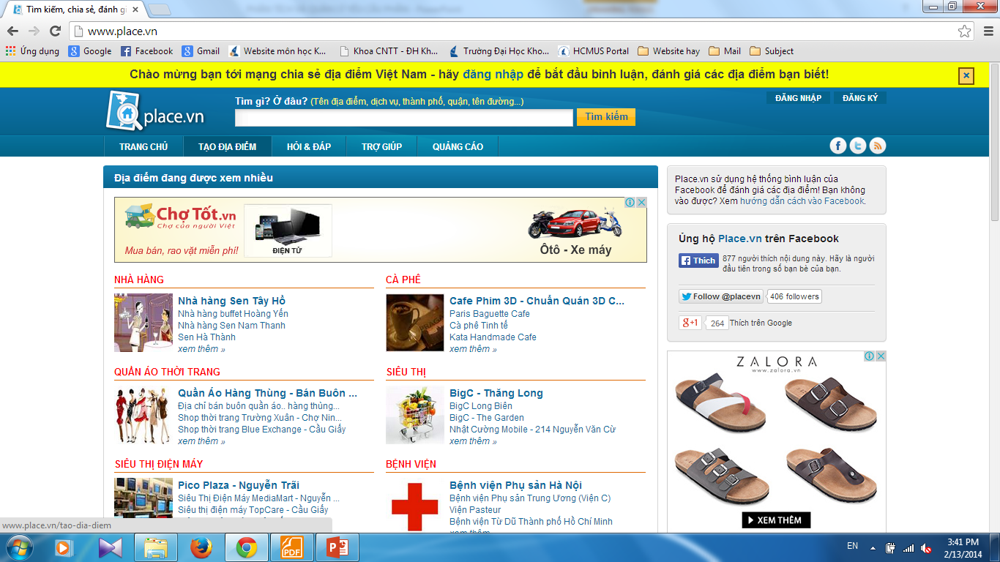 Tìm kiếm, chia sẻ, đánh gi
www.place.vn
Ứng dụng Google Facebook Gmail Website môn học K... Khoa CNTT - ĐH Kh... Trường Đại Học Kho... HCMUS Portal Website hay Mail Subject
Chào mừng bạn tới mạng chia sẻ địa điểm Việt Nam - hãy đăng nhập để bắt đầu bình luận, đánh giá các địa điểm bạn biết!
place.vn
Tìm gì? Ở đâu? (Tên địa điểm, dịch vụ, thành phố, quận, tên đường...)
Tìm kiếm
ĐĂNG NHẬP ĐĂNG KÝ
TRANG CHỦ TẠO ĐỊA ĐIỂM HỎI & ĐÁP TRỢ GIÚP QUẢNG CÁO
Địa điểm đang được xem nhiều
Chợ Tốt.vn
Chợ của người Việt
Mua bán, rao vặt miễn phí!
ĐIỆN TỬ
Ôtô - Xe máy
NHÀ HÀNG
Nhà hàng Sen Tây Hồ
Nhà hàng buffet Hoàng Yến
Nhà hàng Sen Nam Thanh
Sen Hà Thành
xem thêm »
CÀ PHÊ
Cafe Phim 3D - Chuẩn Quán 3D C...
Paris Baguette Cafe
Cà phê Tinh tế
Kata Handmade Cafe
xem thêm »
QUẦN ÁO THỜI TRANG
Quần Áo Hàng Thùng - Bán Buôn ...
Địa chỉ bán buôn quần áo.. hàng thùng...
Shop thời trang Trường Xuân - Chợ Nin...
Shop thời trang Blue Exchange - Cầu Giấy
xem thêm »
SIÊU THỊ
BigC - Thăng Long
BigC Long Biên
BigC - The Garden
Nhật Cường Mobile - 214 Nguyễn Văn Cừ
xem thêm »
SIÊU THỊ ĐIỆN MÁY
Pico Plaza - Nguyễn Trãi
Siêu Thị Điện Máy MediaMart - Nguyễn ...
Siêu thị điện máy TopCare - Cầu Giấy
BỆNH VIỆN
Bệnh viện Phụ sản Hà Nội
Bệnh viện Phụ sản Trung Ương (Viện C)
Viện Pasteur
Bệnh viện Từ Dũ Thành phố Hồ Chí Minh
xem thêm
Place.vn sử dụng hệ thống bình luận của
Facebook để đánh giá các địa điểm! Bạn không
vào được? Xem hướng dẫn cách vào Facebook.
Ủng hộ Place.vn trên Facebook
Thích
877 người thích nội dung này. Hãy là người
đầu tiên trong số bạn bè của bạn.
Follow @placevn 406 followers
g+1 264 Thích trên Google
ZALORA
www.zalora.vn
XEM THÊM
www.place.vn/tao-dia-diem
PDF
EN
3:41 PM
2/13/2014